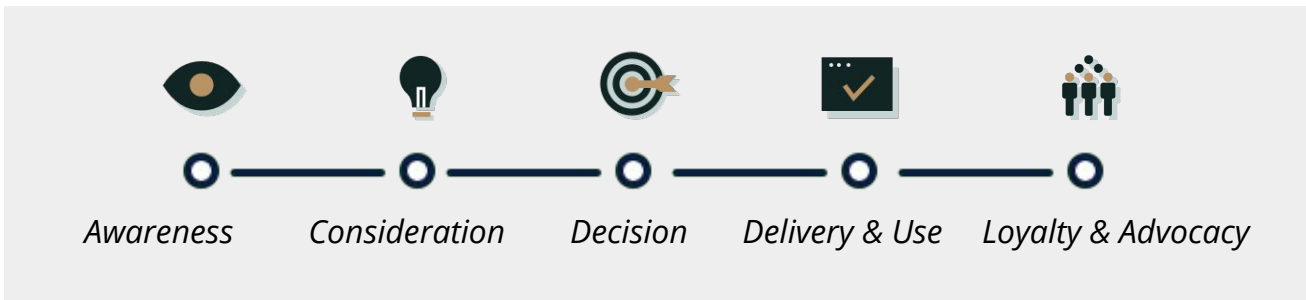 Awareness
Consideration
Decision
Delivery & Use
Loyalty & Advocacy